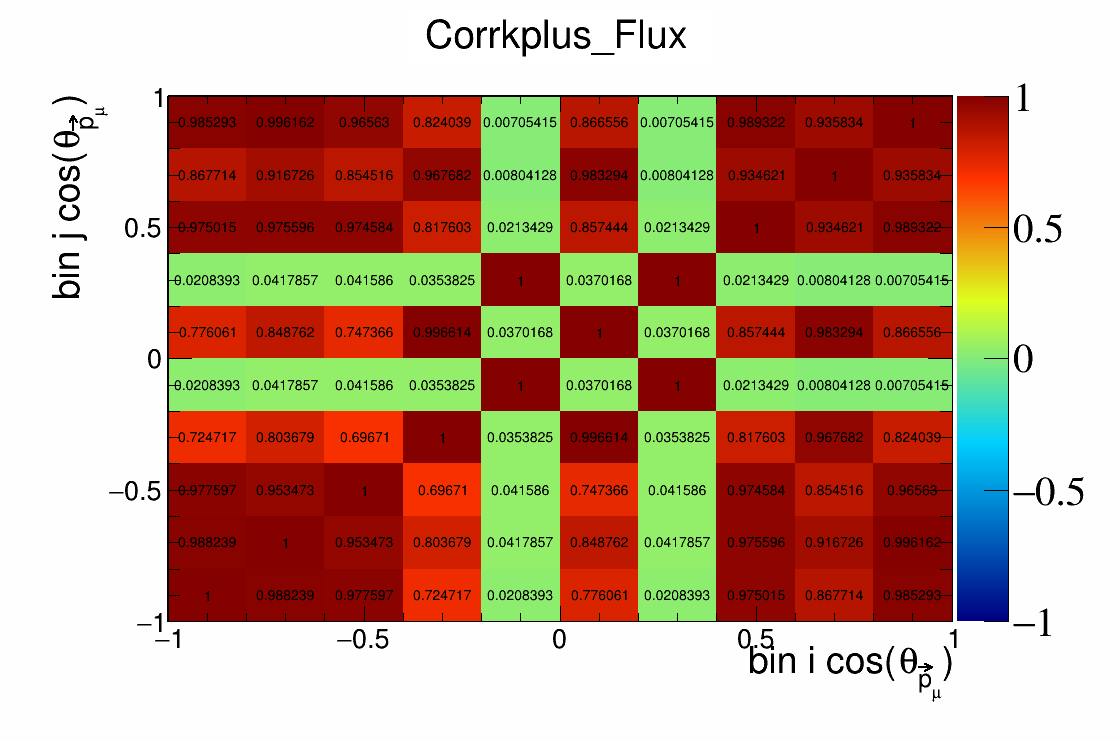 Corrkplus_Flux
bin j cos(θ p⃗ μ)
1
0.985293 0.996162 0.96563 0.824039 0.00705415 0.866556 0.00705415 0.989322 0.935834 1
0.867714 0.916726 0.854516 0.967682 0.00804128 0.983294 0.00804128 0.934621 1 0.935834
0.5 0.975015 0.975596 0.974584 0.817603 0.0213429 0.857444 0.0213429 1 0.934621 0.989322
0.0208393 0.0417857 0.041586 0.0353825 1 0.0370168 1 0.0213429 0.00804128 0.00705415
0.776061 0.848762 0.747366 0.996614 0.0370168 1 0.0370168 0.857444 0.983294 0.866556
0
0.0208393 0.0417857 0.041586 0.0353825 1 0.0370168 1 0.0213429 0.00804128 0.00705415
0.724717 0.803679 0.69671 1 0.0353825 0.996614 0.0353825 0.817603 0.967682 0.824039
−0.5 0.977597 0.953473 1 0.69671 0.041586 0.747366 0.041586 0.974584 0.854516 0.96563
0.988239 1 0.953473 0.803679 0.0417857 0.848762 0.0417857 0.975596 0.916726 0.996162
1 0.988239 0.977597 0.724717 0.0208393 0.776061 0.0208393 0.975015 0.867714 0.985293
−1
−1 −0.5 0 0.5 1
bin i cos(θ p⃗ μ)
1
0.5
0
−0.5
−1